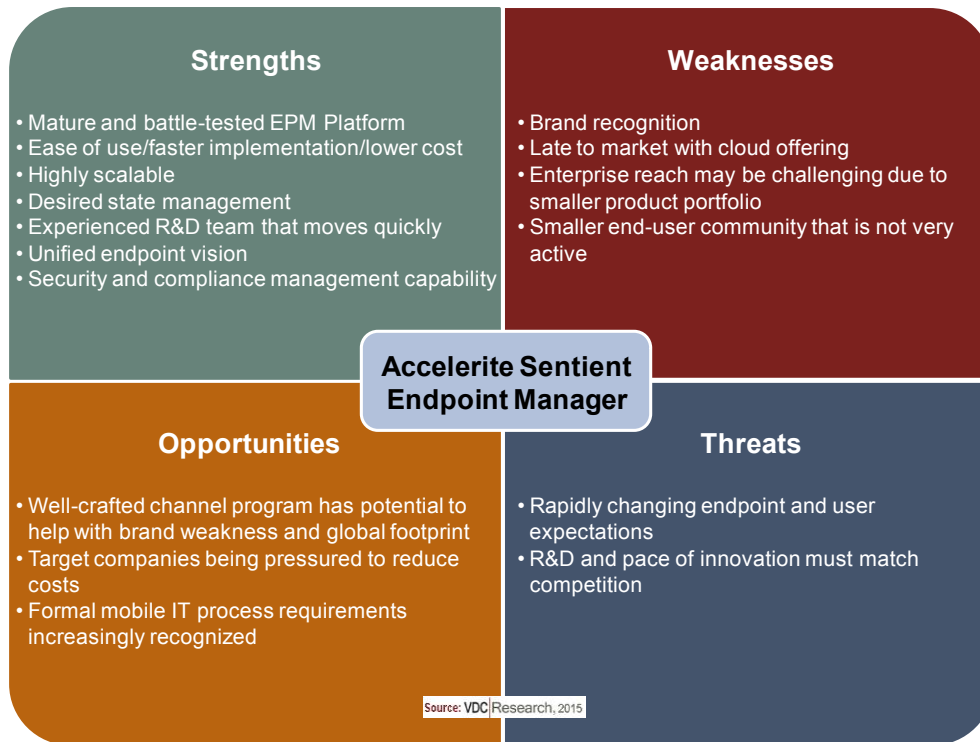 Strengths
• Mature and battle-tested EPM Platform
• Ease of use/faster implementation/lower cost
• Highly scalable
• Desired state management
• Experienced R&D team that moves quickly
• Unified endpoint vision
• Security and compliance management capability
Weaknesses
• Brand recognition
• Late to market with cloud offering
• Enterprise reach may be challenging due to
smaller product portfolio
• Smaller end-user community that is not very
active
Accelerite Sentient
Endpoint Manager
Opportunities
• Well-crafted channel program has potential to
help with brand weakness and global footprint
• Target companies being pressured to reduce
costs
• Formal mobile IT process requirements
increasingly recognized
Threats
• Rapidly changing endpoint and user
expectations
• R&D and pace of innovation must match
competition
Source: VDC Research, 2015